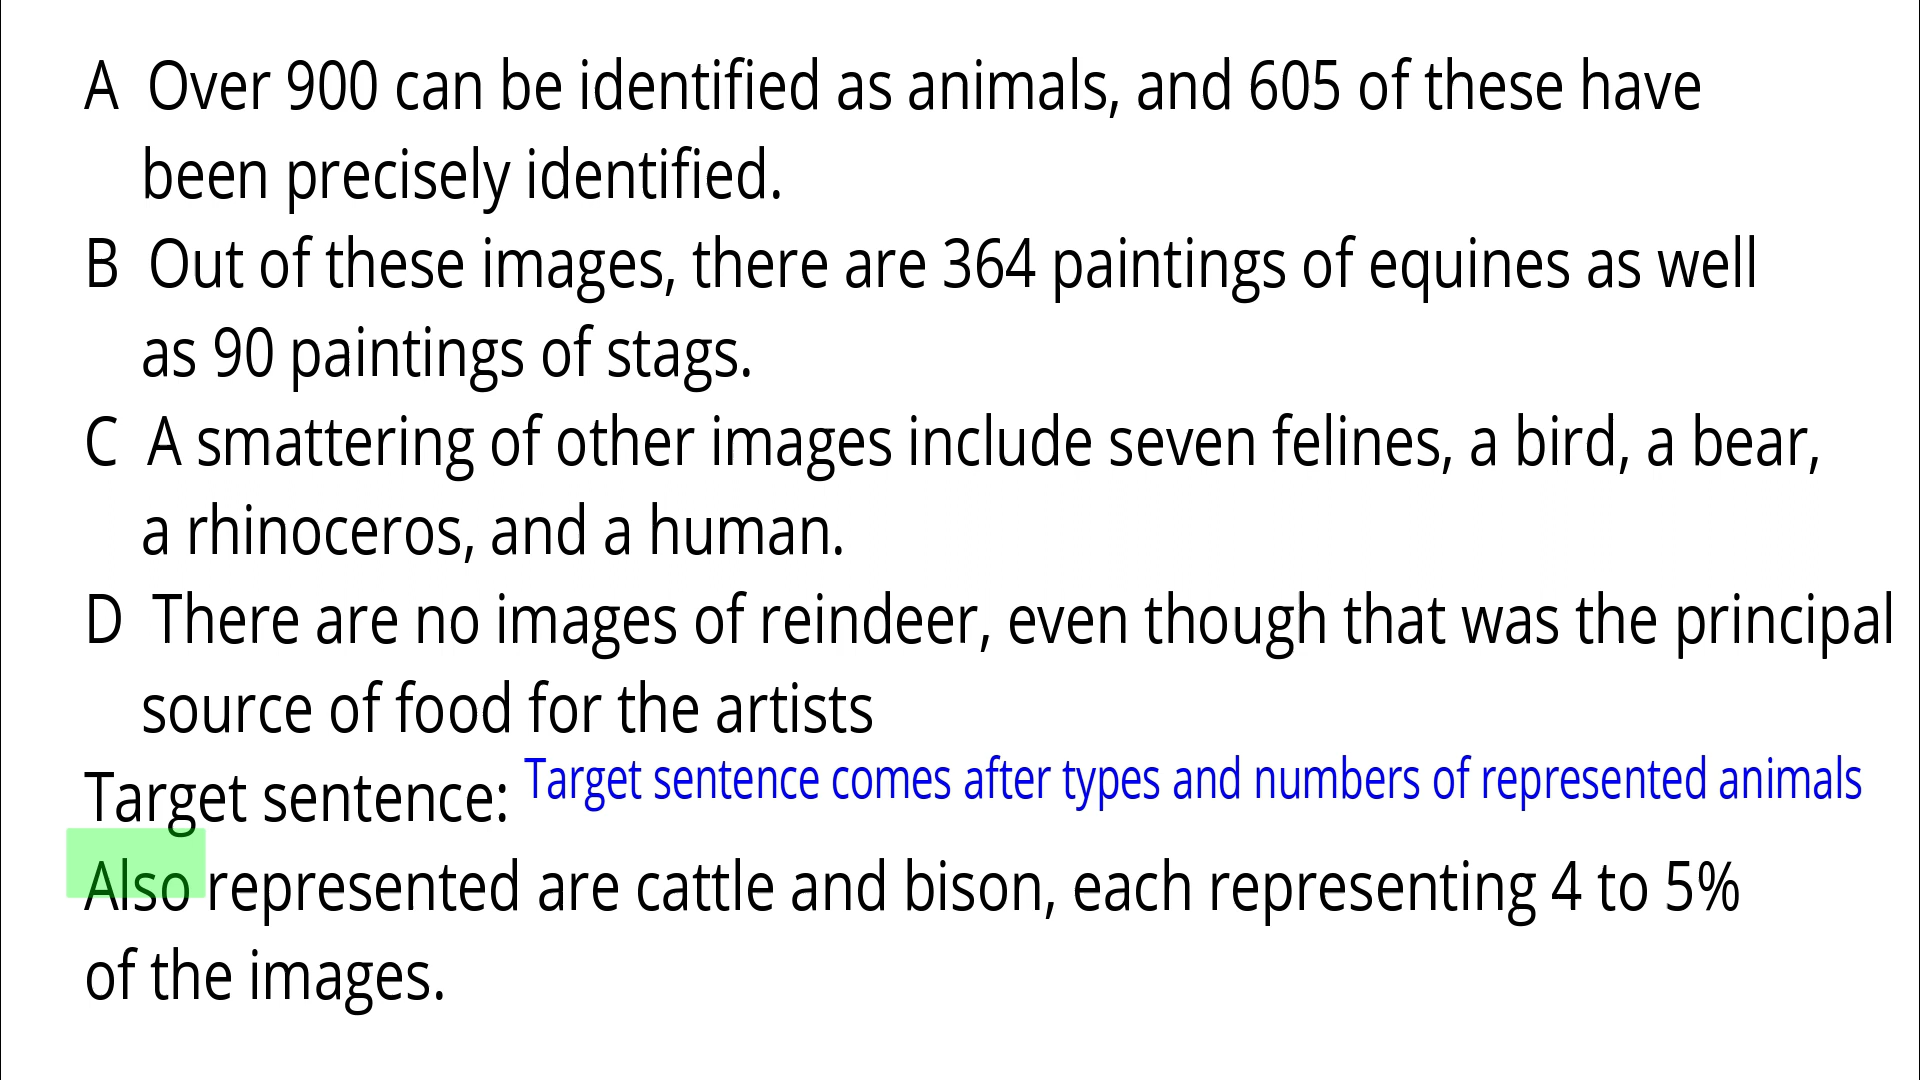 A Over 900 can be identified as animals, and 605 of these have
been precisely identified.
B Out of these images, there are 364 paintings of equines as well
as 90 paintings of stags.
C A smattering of other images include seven felines, a bird, a bear,
a rhinoceros, and a human.
D There are no images of reindeer, even though that was the principal
source of food for the artists
Target sentence: Target sentence comes after types and numbers of represented animals
Also represented are cattle and bison, each representing 4 to 5%
of the images.